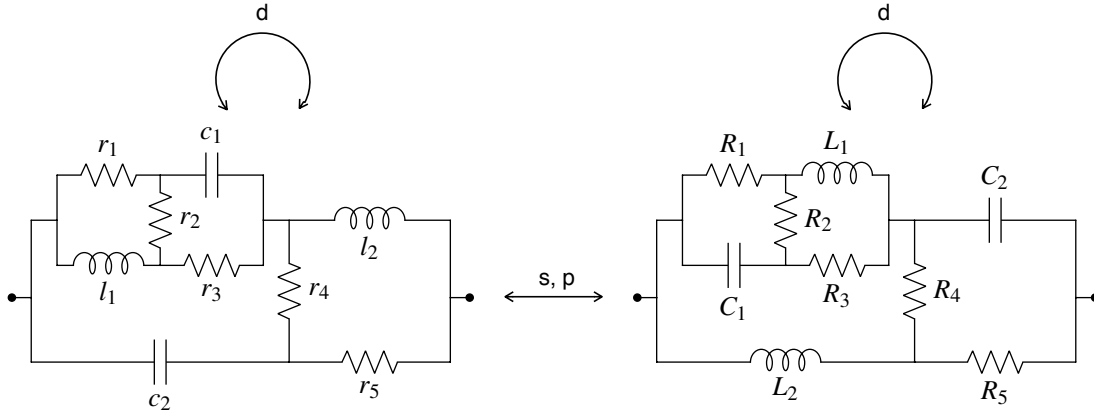 d
d
c₁
r₁
r₂
l₁
r₃
l₂
r₄
c₂
r₅
s, p
R₁
L₁
R₂
C₁
R₃
C₂
R₄
L₂
R₅